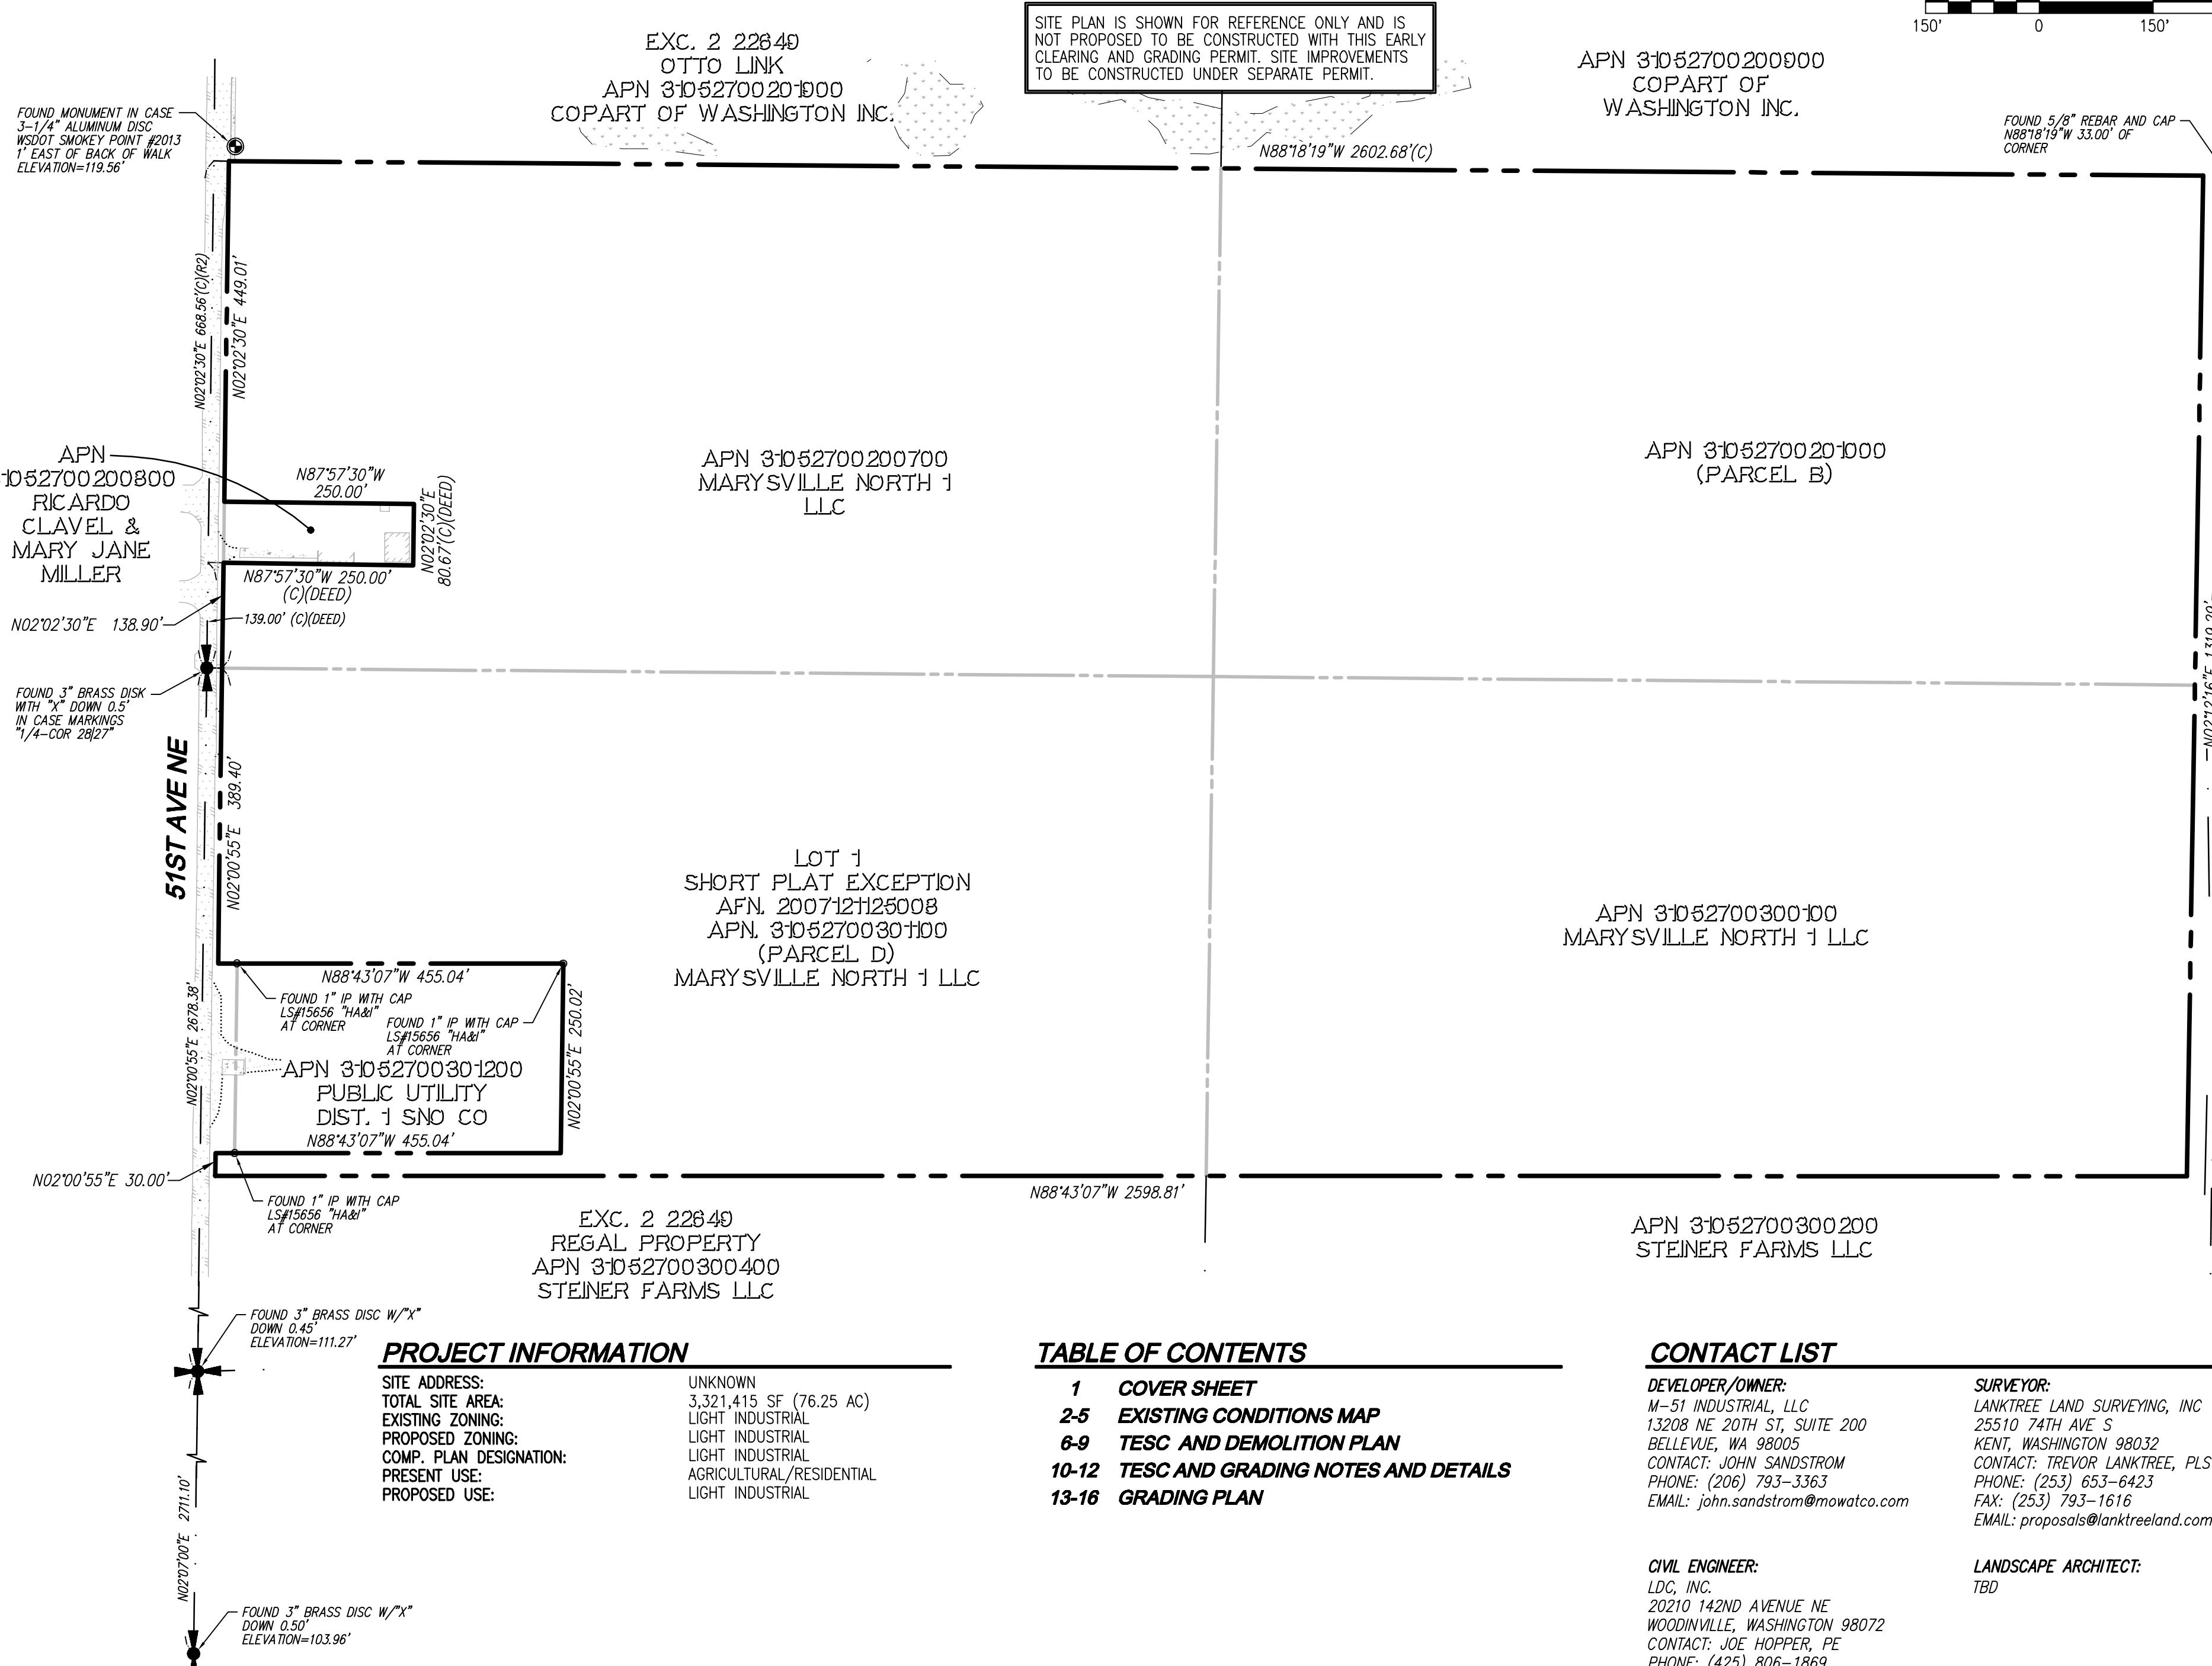 150'
0
150'
SITE PLAN IS SHOWN FOR REFERENCE ONLY AND IS
NOT PROPOSED TO BE CONSTRUCTED WITH THIS EARLY
CLEARING AND GRADING PERMIT. SITE IMPROVEMENTS
TO BE CONSTRUCTED UNDER SEPARATE PERMIT.
EXC. 2 22649
OTTO LINK
APN 31052700201000
COPART OF WASHINGTON INC.
APN 31052700200900
COPART OF
WASHINGTON INC.
FOUND MONUMENT IN CASE
3-1/4" ALUMINUM DISC
WSDOT SMOKEY POINT #2013
1' EAST OF BACK OF WALK
ELEVATION=119.56'
FOUND 5/8" REBAR AND CAP
N88°18'19"W 33.00' OF
CORNER
N88°18'19"W 2602.68'(C)
N02°02'30"E 668.56'(C)(R2)
N02°02'30"E 449.01'
APN
31052700200800
RICARDO
CLAVEL &
MARY JANE
MILLER
N87°57'30"W
250.00'
N02°02'30"E
80.67'(C)(DEED)
N87°57'30"W 250.00'
(C)(DEED)
N02°02'30"E 138.90'
139.00' (C)(DEED)
APN 31052700200700
MARYSVILLE NORTH 1
LLC
APN 31052700201000
(PARCEL B)
N02°12'16"E 1319.20'
FOUND 3" BRASS DISK
WITH "X" DOWN 0.5'
IN CASE MARKINGS
"1/4-COR 28|27"
51ST AVE NE
N02°00'55"E 389.40'
LOT 1
SHORT PLAT EXCEPTION
AFN. 2007121125008
APN. 31052700301100
(PARCEL D)
MARYSVILLE NORTH 1 LLC
APN 31052700300100
MARYSVILLE NORTH 1 LLC
N88°43'07"W 455.04'
FOUND 1" IP WITH CAP
LS#15656 "HA&I"
AT CORNER
FOUND 1" IP WITH CAP
LS#15656 "HA&I"
AT CORNER
N02°00'55"E 2678.38'
N02°00'55"E 250.02'
APN 31052700301200
PUBLIC UTILITY
DIST. 1 SNO CO
N88°43'07"W 455.04'
N02°00'55"E 30.00'
N88°43'07"W 2598.81'
FOUND 1" IP WITH CAP
LS#15656 "HA&I"
AT CORNER
EXC. 2 22649
REGAL PROPERTY
APN 31052700300400
STEINER FARMS LLC
APN 31052700300200
STEINER FARMS LLC
FOUND 3" BRASS DISC W/"X"
DOWN 0.45'
ELEVATION=111.27'
N02°07'00"E 2711.10'
FOUND 3" BRASS DISC W/"X"
DOWN 0.50'
ELEVATION=103.96'
PROJECT INFORMATION
SITE ADDRESS: UNKNOWN
TOTAL SITE AREA: 3,321,415 SF (76.25 AC)
EXISTING ZONING: LIGHT INDUSTRIAL
PROPOSED ZONING: LIGHT INDUSTRIAL
COMP. PLAN DESIGNATION: LIGHT INDUSTRIAL
PRESENT USE: AGRICULTURAL/RESIDENTIAL
PROPOSED USE: LIGHT INDUSTRIAL
TABLE OF CONTENTS
1 COVER SHEET
2-5 EXISTING CONDITIONS MAP
6-9 TESC AND DEMOLITION PLAN
10-12 TESC AND GRADING NOTES AND DETAILS
13-16 GRADING PLAN
CONTACT LIST
DEVELOPER/OWNER:
M-51 INDUSTRIAL, LLC
13208 NE 20TH ST, SUITE 200
BELLEVUE, WA 98005
CONTACT: JOHN SANDSTROM
PHONE: (206) 793-3363
EMAIL: john.sandstrom@mowatco.com
SURVEYOR:
LANKTREE LAND SURVEYING, INC
25510 74TH AVE S
KENT, WASHINGTON 98032
CONTACT: TREVOR LANKTREE, PLS
PHONE: (253) 653-6423
FAX: (253) 793-1616
EMAIL: proposals@lanktreeland.com
CIVIL ENGINEER:
LDC, INC.
20210 142ND AVENUE NE
WOODINVILLE, WASHINGTON 98072
CONTACT: JOE HOPPER, PE
PHONE: (425) 806-1869
LANDSCAPE ARCHITECT:
TBD